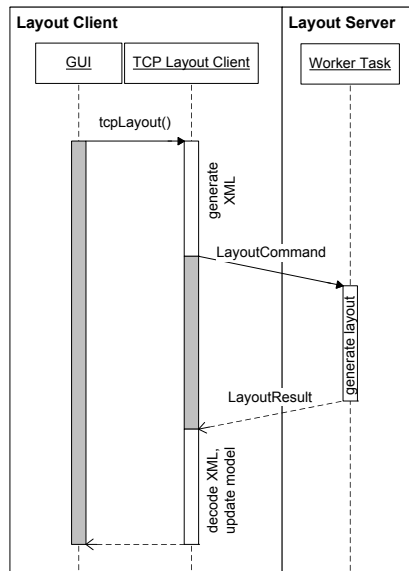 Layout Client
Layout Server
GUI
TCP Layout Client
Worker Task
tcpLayout()
generate
XML
LayoutCommand
generate layout
LayoutResult
decode XML,
update model